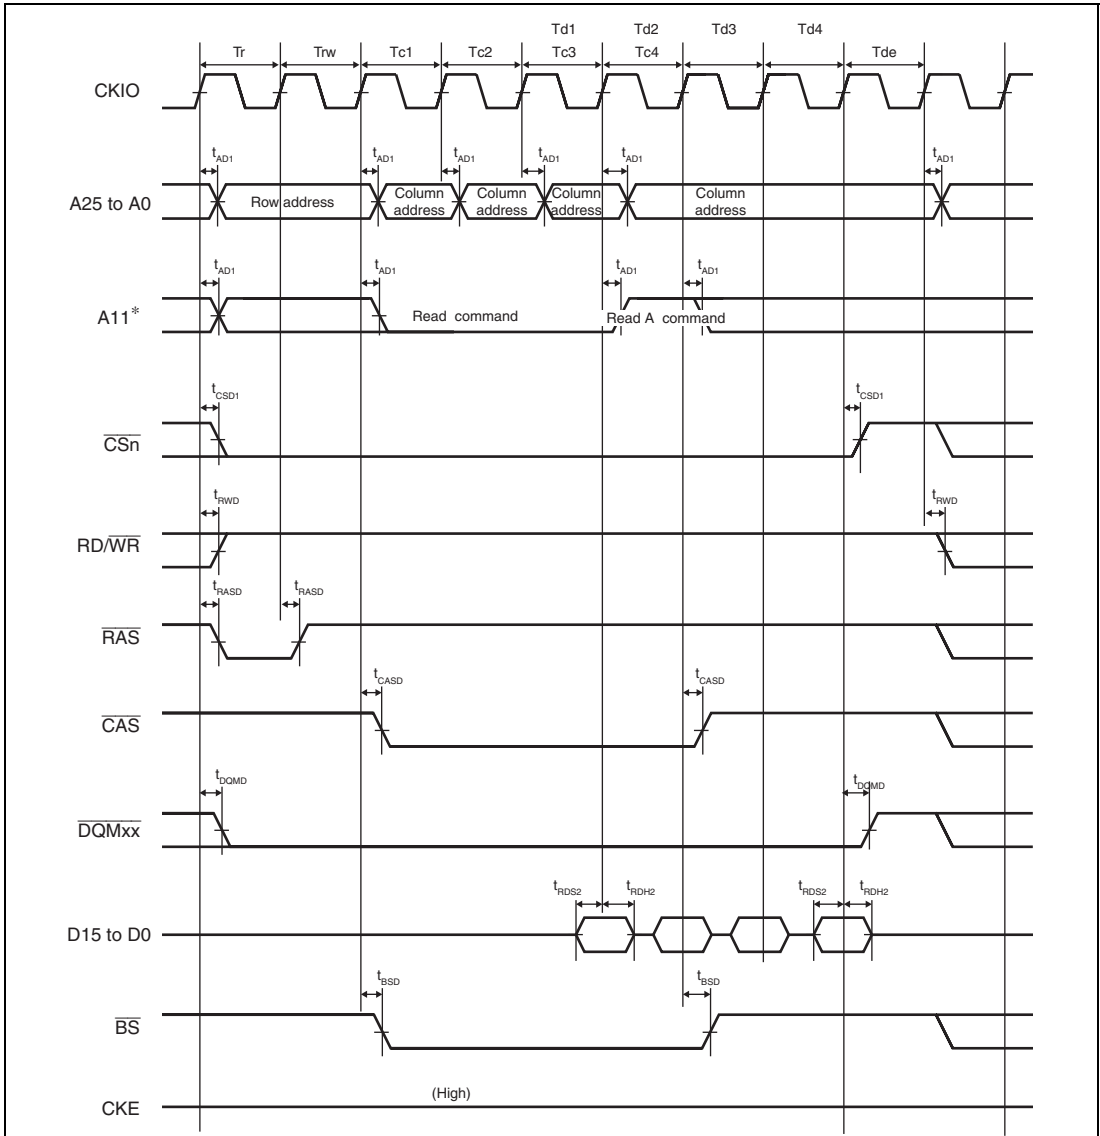 Td1 Td2 Td3 Td4
Tr Trw Tc1 Tc2 Tc3 Tc4 Tde
CKIO
tAD1 tAD1 tAD1 tAD1 tAD1 tAD1
A25 to A0
Row address
Column address
Column address
Column address
Column address
tAD1 tAD1 tAD1 tAD1
A11*
Read command
Read A command
tCSD1 tCSD1
CSn
tRWD tRWD
RD/WR
tRASD tRASD
RAS
tCASD tCASD
CAS
tDQMD tDQMD
DQMxx
tRDS2 tRDH2 tRDS2 tRDH2
D15 to D0
tBSD tBSD
BS
(High)
CKE